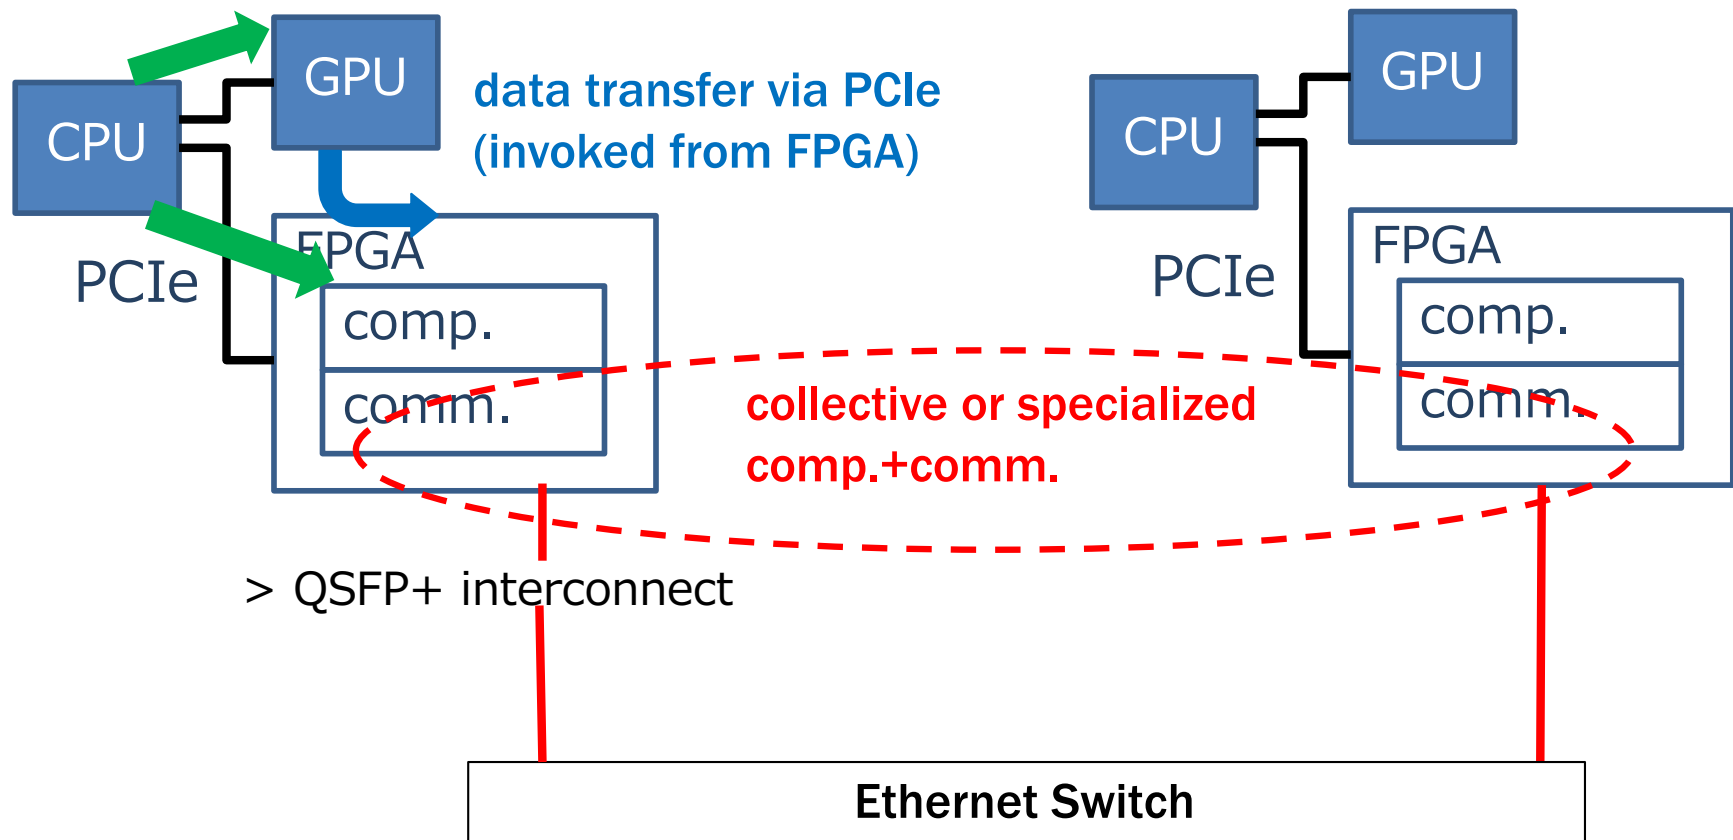 GPU
CPU
data transfer via PCIe
(invoked from FPGA)
PCIe
FPGA
comp.
comm.
GPU
CPU
PCIe
FPGA
comp.
comm.
collective or specialized
comp.+comm.
> QSFP+ interconnect
Ethernet Switch